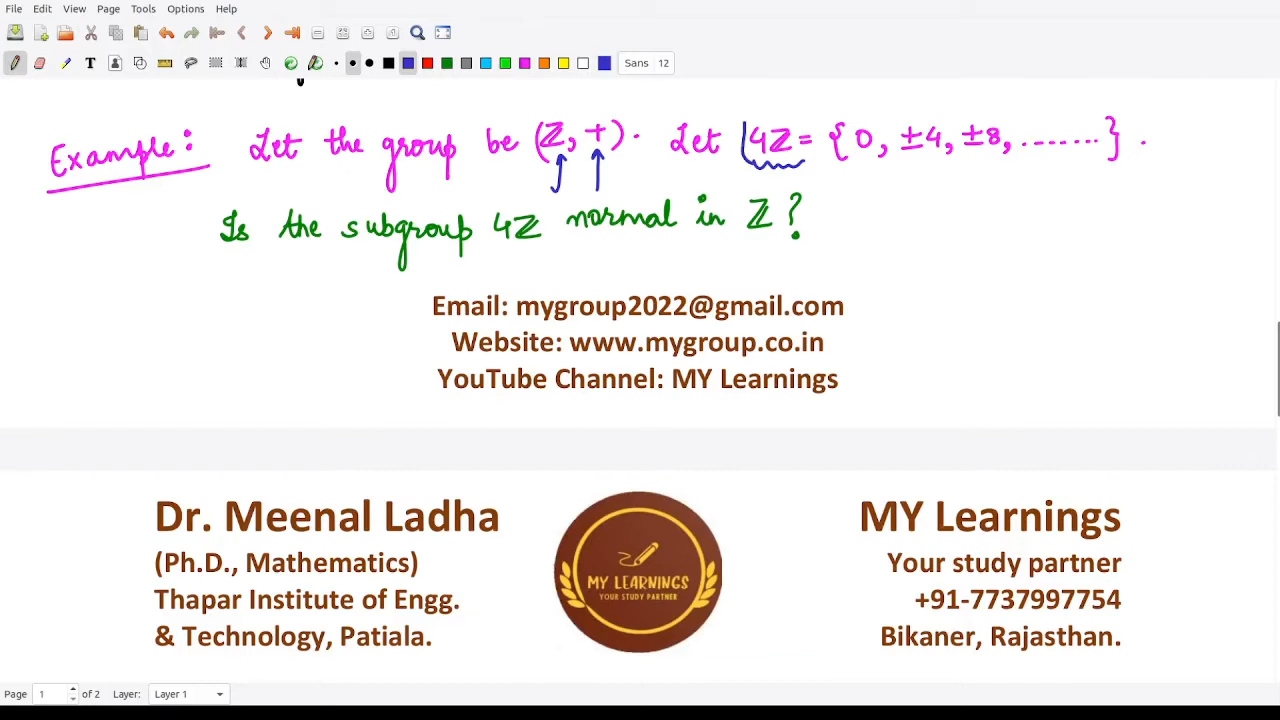 File Edit View Page Tools Options Help
Sans 12
Example: Let the group be (ℤ, +). Let 4ℤ = {0, ±4, ±8, .......} .
Is the subgroup 4ℤ normal in ℤ?
Email: mygroup2022@gmail.com
Website: www.mygroup.co.in
YouTube Channel: MY Learnings
Dr. Meenal Ladha
(Ph.D., Mathematics)
Thapar Institute of Engg.
& Technology, Patiala.
MY LEARNINGS
YOUR STUDY PARTNER
MY Learnings
Your study partner
+91-7737997754
Bikaner, Rajasthan.
Page 1 of 2 Layer: Layer 1